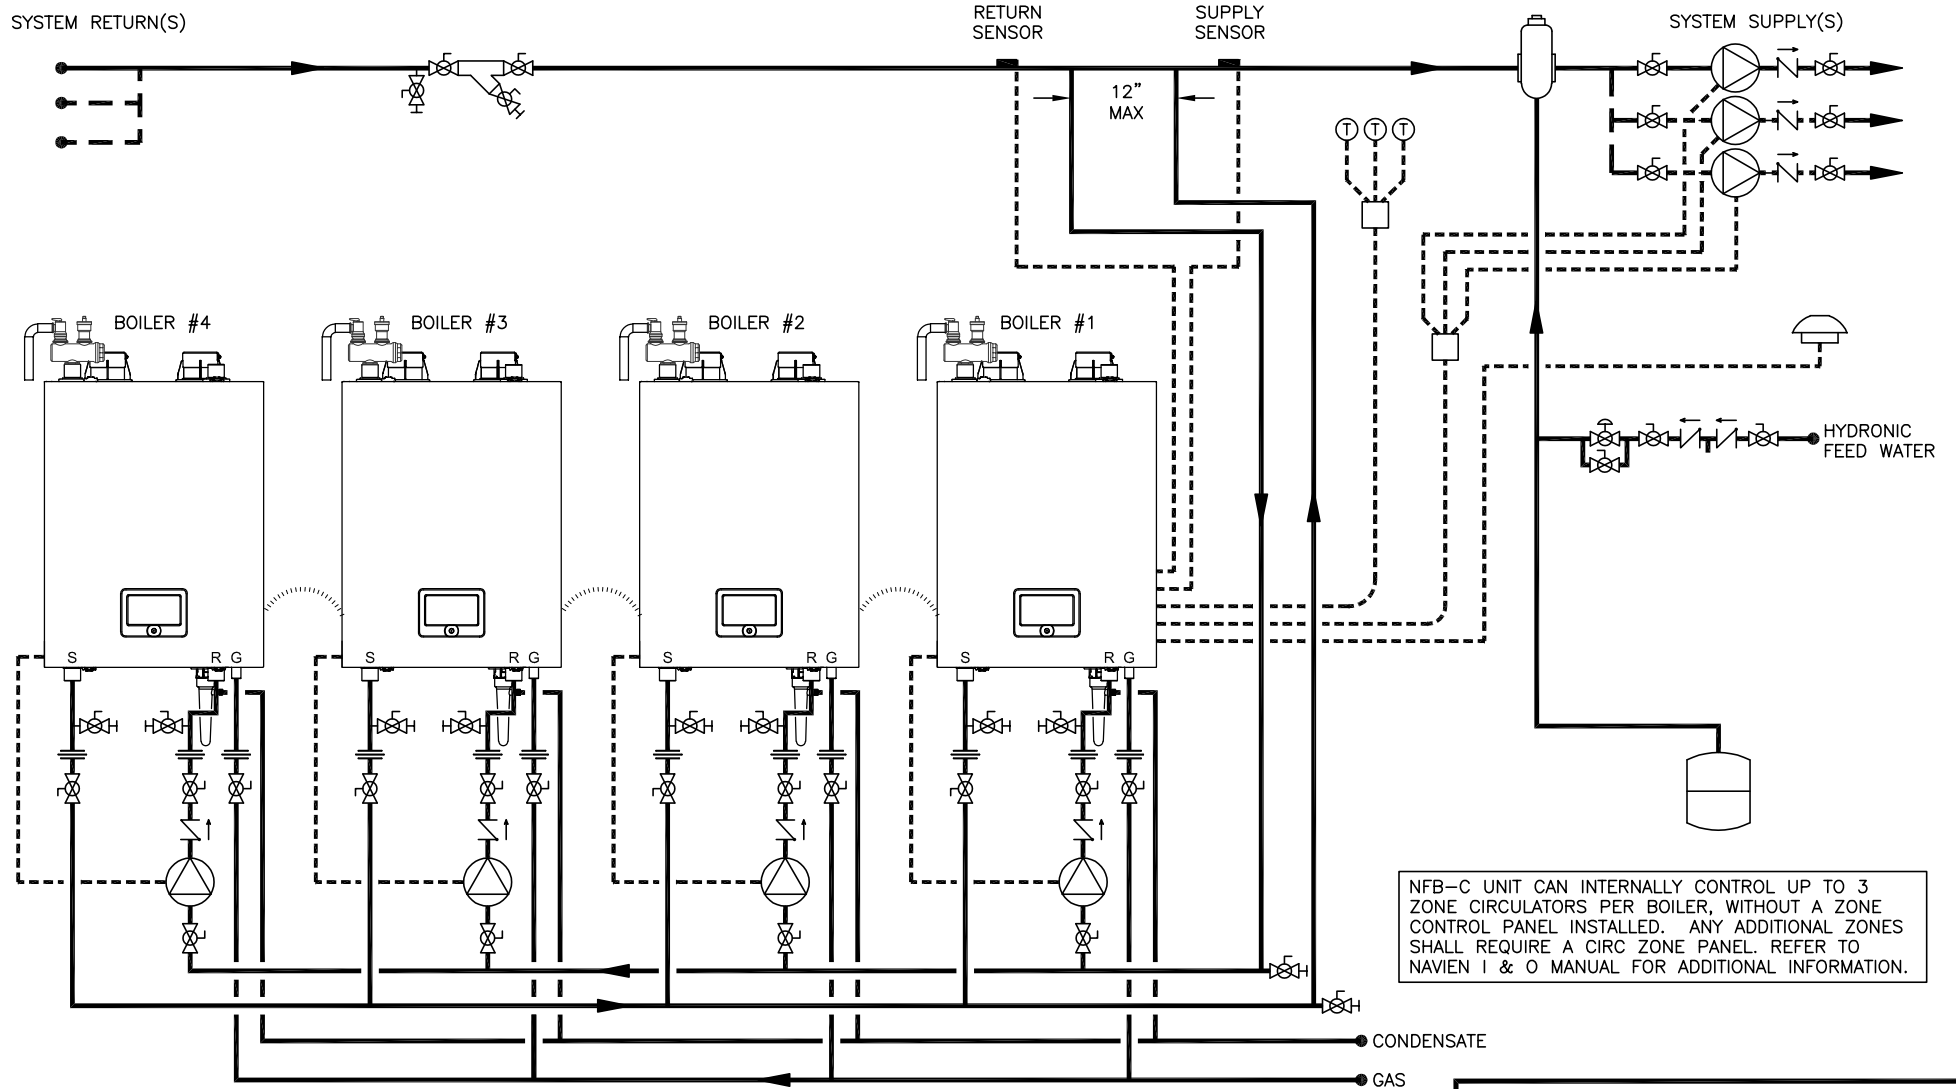 SYSTEM RETURN(S)
RETURN
SENSOR
SUPPLY
SENSOR
SYSTEM SUPPLY(S)
12"
MAX
T T T
BOILER #4
BOILER #3
BOILER #2
BOILER #1
HYDRONIC
FEED WATER
S R G
S R G
S R G
S R G
NFB-C UNIT CAN INTERNALLY CONTROL UP TO 3
ZONE CIRCULATORS PER BOILER, WITHOUT A ZONE
CONTROL PANEL INSTALLED. ANY ADDITIONAL ZONES
SHALL REQUIRE A CIRC ZONE PANEL. REFER TO
NAVIEN I & O MANUAL FOR ADDITIONAL INFORMATION.
CONDENSATE
GAS